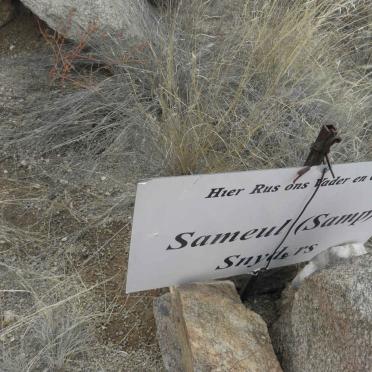 Hier Rus ons Vader en
Sameul (Samp
Snyders